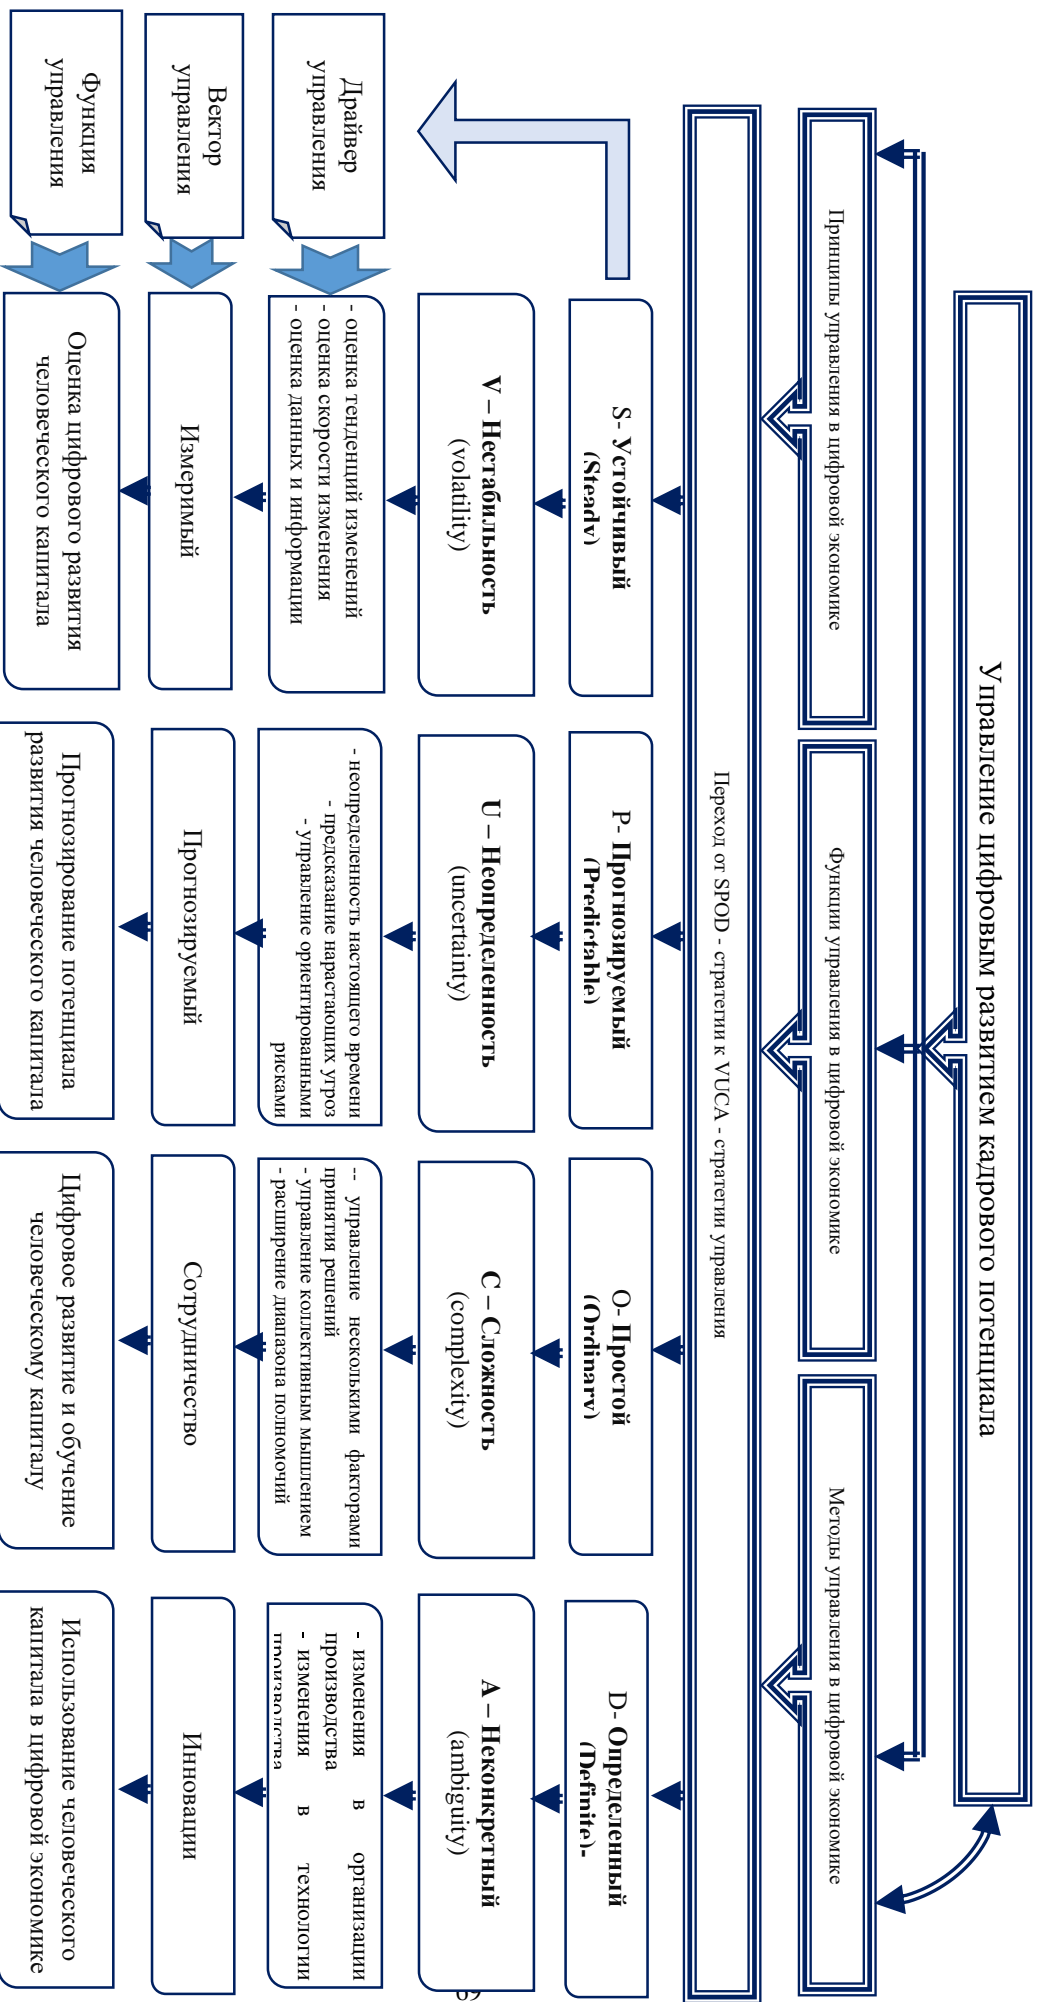 Управление цифровым развитием кадрового потенциала
Принципы управления в цифровой экономике
Функции управления в цифровой экономике
Методы управления в цифровой экономике
Переход от SPOD - стратегии к VUCA - стратегии управления
S- Устойчивый
(Steady)
P- Прогнозируемый
(Predictable)
O- Простой
(Ordinary)
D- Определенный
(Definite)-
V – Нестабильность
(volatility)
U – Неопределенность
(uncertainty)
C – Сложность
(complexity)
A – Неконкретный
(ambiguity)
Драйвер
управления
- оценка тенденций изменений
- оценка скорости изменения
- оценка данных и информации
- неопределенность настоящего времени
- предсказание нарастающих угроз
- управление ориентированными
рисками
-- управление несколькими факторами
принятия решений
- управление коллективным мышлением
- расширение диапазона полномочий
- изменения в организации
производства
- изменения в технологии
производства
Вектор
управления
Измеримый
Прогнозируемый
Сотрудничество
Инновации
Функция
управления
Оценка цифрового развития
человеческого капитала
Прогнозирование потенциала
развития человеческого капитала
Цифровое развитие и обучение
человеческому капиталу
Использование человеческого
капитала в цифровой экономике
69